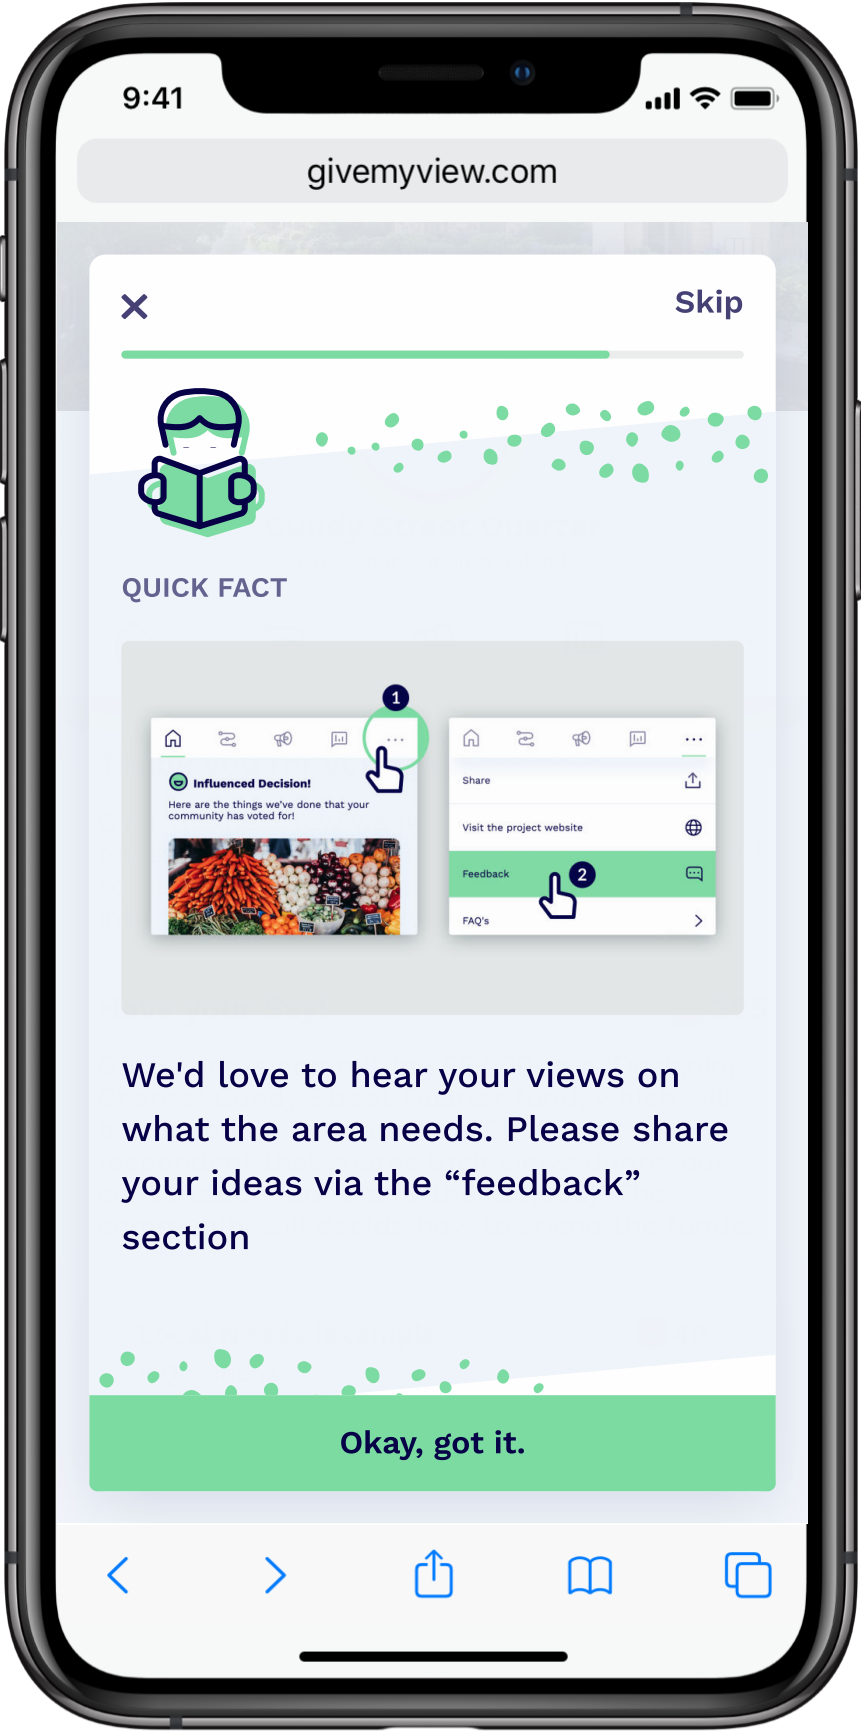 9:41
givemyview.com
Skip
QUICK FACT
1
Influenced Decision!
Here are the things we've done that your
community has voted for!
Share
Visit the project website
Feedback
2
FAQ's
We'd love to hear your views on
what the area needs. Please share
your ideas via the “feedback”
section
Okay, got it.